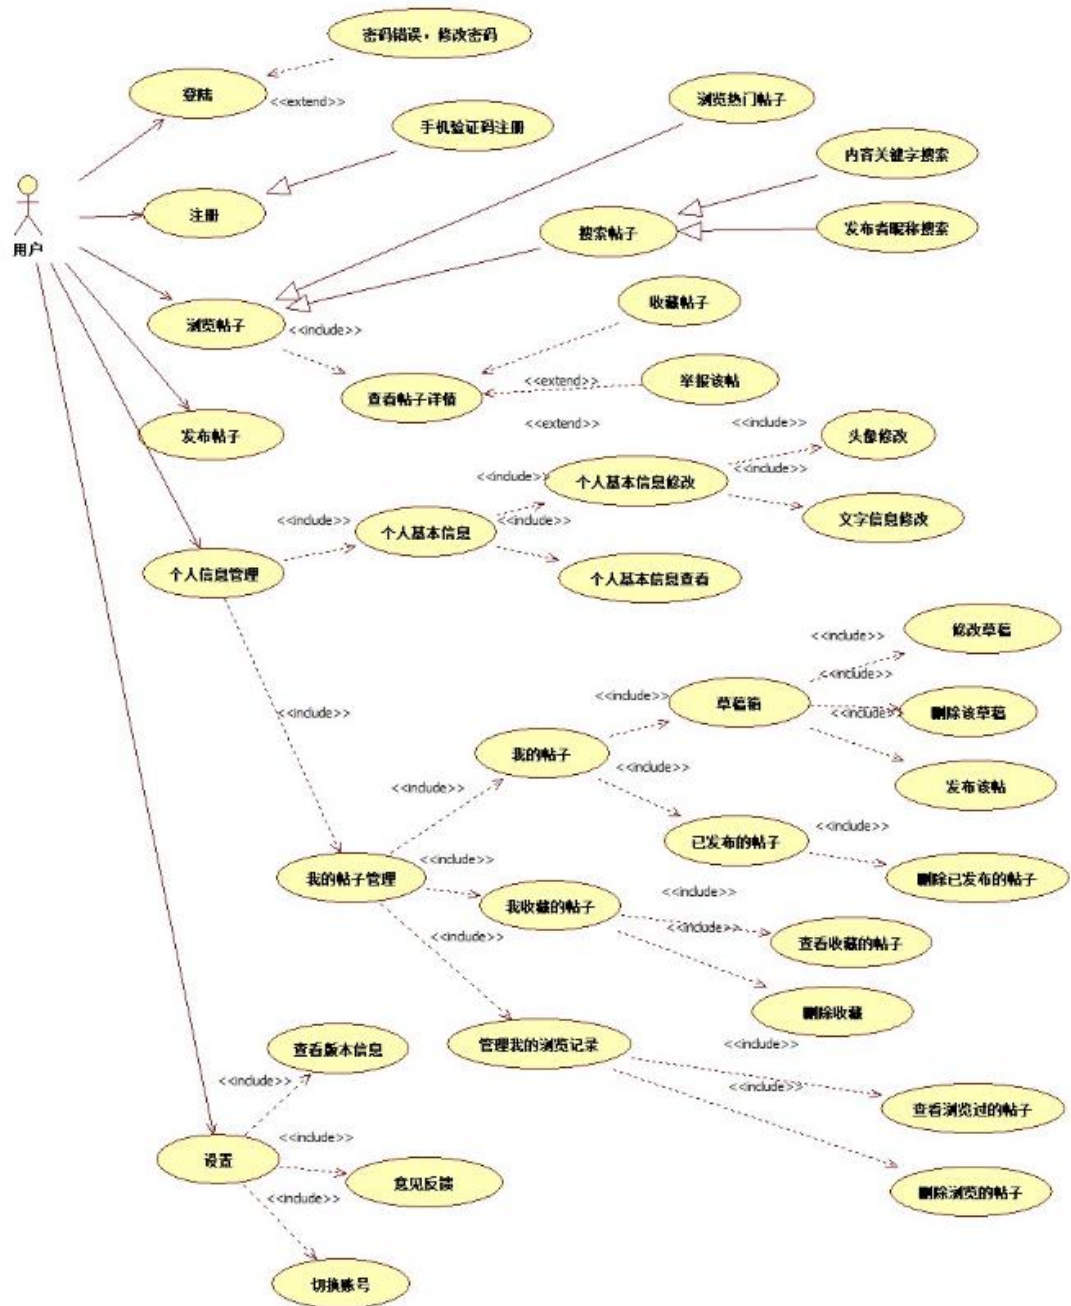 密码错误，修改密码
登陆
<<extend>>
浏览热门帖子
手机验证码注册
内容关键字搜索
注册
搜索帖子
发布者昵称搜索
用户
收藏帖子
浏览帖子
<<include>>
举报该帖
<<extend>>
查看帖子详情
<<extend>>
<<include>>
头像修改
发布帖子
<<include>>
<<include>>
个人基本信息修改
<<include>>
<<include>>
文字信息修改
个人基本信息
个人信息管理
个人基本信息查看
修改草稿
<<include>>
<<include>>
<<include>>
草稿箱
<<include>>
<<include>>
删除该草稿
我的帖子
<<include>>
发布该帖
<<include>>
<<include>>
已发布的帖子
<<include>>
删除已发布的帖子
我的帖子管理
<<include>>
我收藏的帖子
<<include>>
<<include>>
查看收藏的帖子
删除收藏
管理我的浏览记录
<<include>>
查看版本信息
<<include>>
<<include>>
查看浏览过的帖子
<<include>>
设置
意见反馈
删除浏览的帖子
<<include>>
切换账号